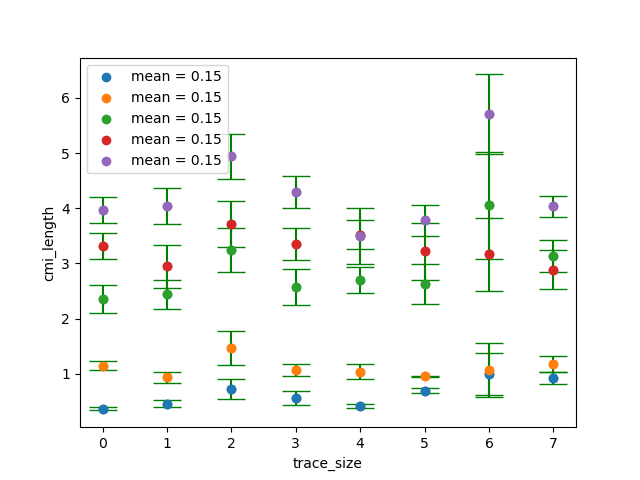 mean = 0.15
mean = 0.15
mean = 0.15
mean = 0.15
mean = 0.15
6
5
4
3
2
1
cmi_length
0 1 2 3 4 5 6 7
trace_size